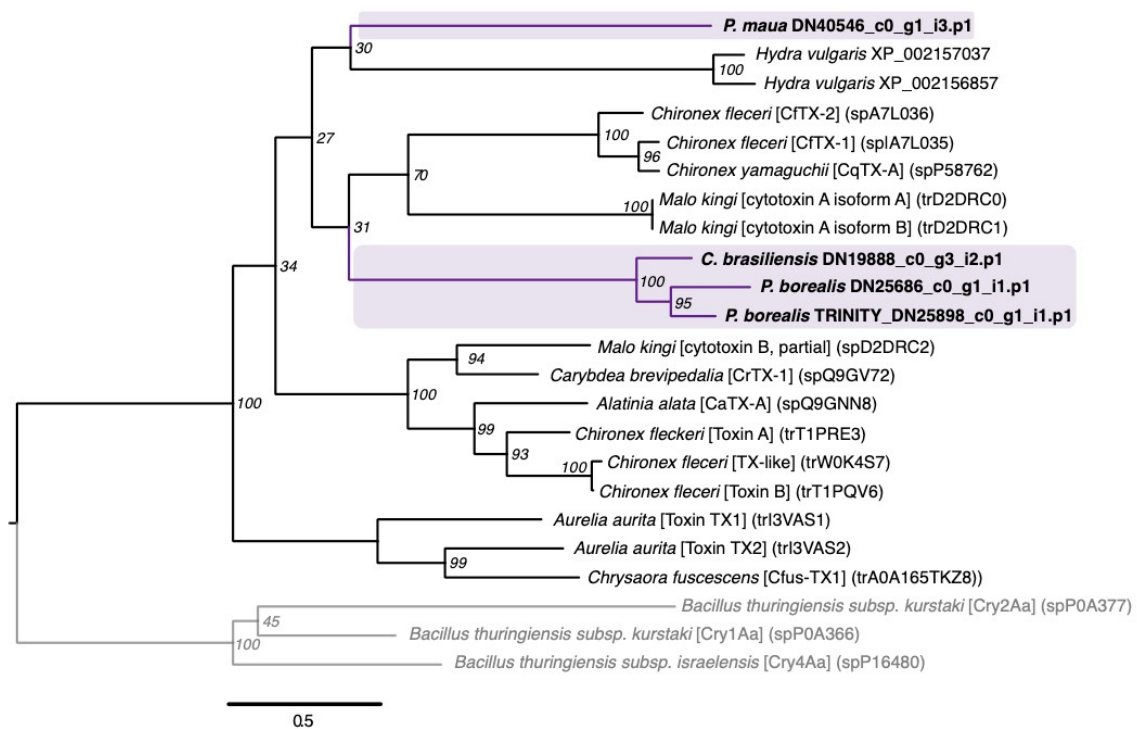 P. maua DN40546_c0_g1_i3.p1
30
Hydra vulgaris XP_002157037
100
Hydra vulgaris XP_002156857
27
Chironex fleceri [CfTX-2] (spA7L036)
100
Chironex fleceri [CfTX-1] (splA7L035)
96
Chironex yamaguchii [CqTX-A] (spP58762)
70
Malo kingi [cytotoxin A isoform A] (trD2DRC0)
100
Malo kingi [cytotoxin A isoform B] (trD2DRC1)
31
C. brasiliensis DN19888_c0_g3_i2.p1
34
100
P. borealis DN25686_c0_g1_i1.p1
95
P. borealis TRINITY_DN25898_c0_g1_i1.p1
Malo kingi [cytotoxin B, partial] (spD2DRC2)
94
Carybdea brevipedalia [CrTX-1] (spQ9GV72)
100
100
Alatinia alata [CaTX-A] (spQ9GNN8)
99
Chironex fleckeri [Toxin A] (trT1PRE3)
93
Chironex fleceri [TX-like] (trW0K4S7)
100
Chironex fleceri [Toxin B] (trT1PQV6)
Aurelia aurita [Toxin TX1] (trI3VAS1)
Aurelia aurita [Toxin TX2] (trI3VAS2)
99
Chrysaora fuscescens [Cfus-TX1] (trA0A165TKZ8))
Bacillus thuringiensis subsp. kurstaki [Cry2Aa] (spP0A377)
45
Bacillus thuringiensis subsp. kurstaki [Cry1Aa] (spP0A366)
100
Bacillus thuringiensis subsp. israelensis [Cry4Aa] (spP16480)
0.5